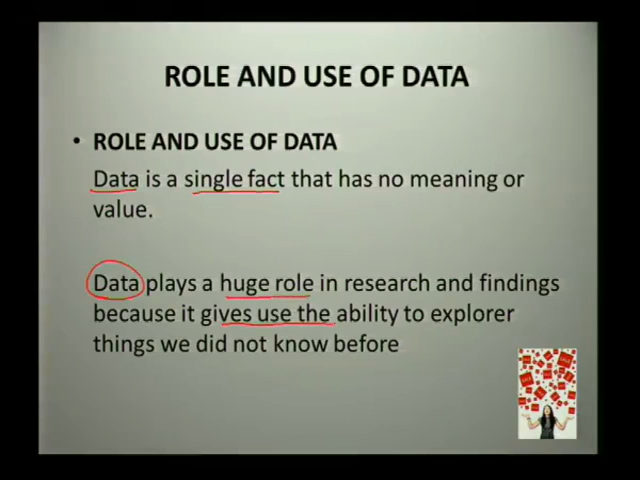 ROLE AND USE OF DATA
• ROLE AND USE OF DATA
Data is a single fact that has no meaning or
value.
Data plays a huge role in research and findings
because it gives use the ability to explorer
things we did not know before